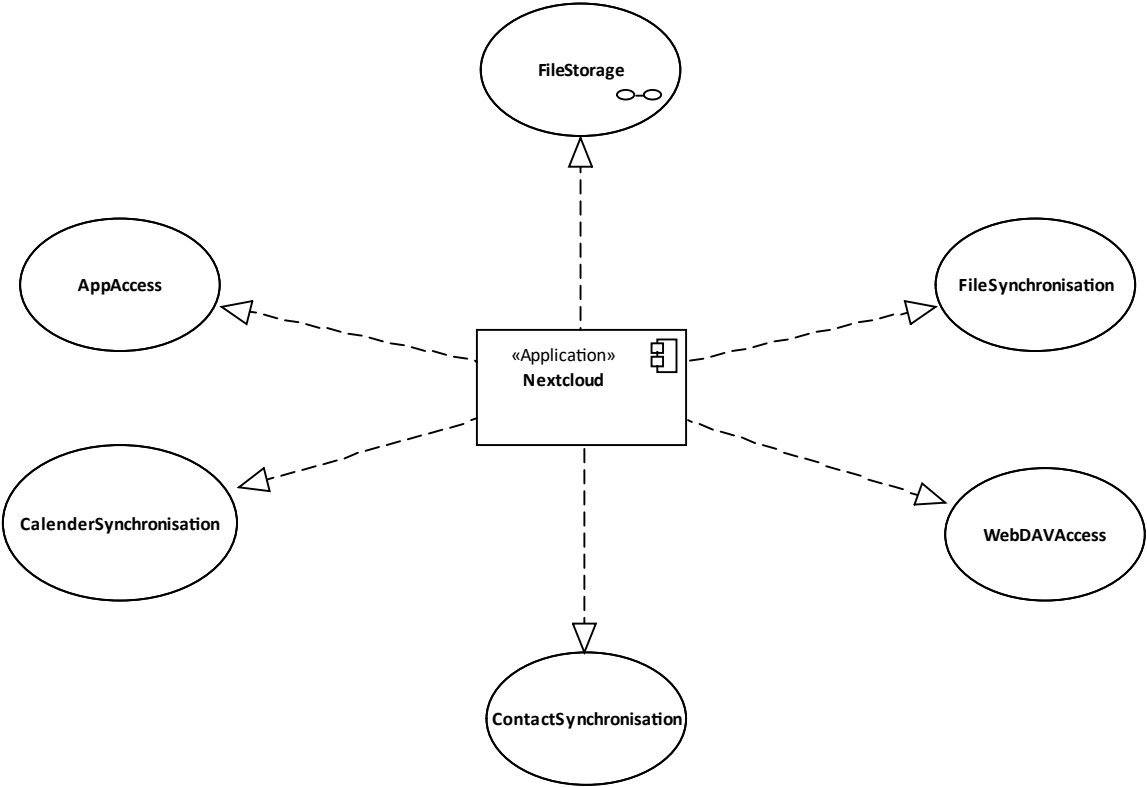 FileStorage
AppAccess
FileSynchronisation
«Application»
Nextcloud
CalenderSynchronisation
WebDAVAccess
ContactSynchronisation